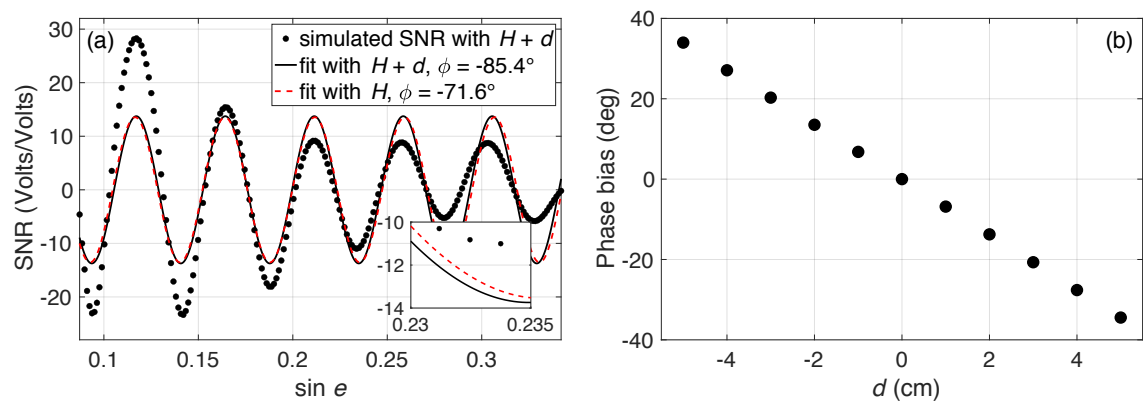 (a)
simulated SNR with H + d
fit with H + d, ϕ = -85.4°
fit with H, ϕ = -71.6°
SNR (Volts/Volts)
30
20
10
0
-10
-20
0.1
0.15
0.2
0.25
0.3
sin e
-10
-12
-14
0.23
0.235
(b)
Phase bias (deg)
40
20
0
-20
-40
-4
-2
0
2
4
d (cm)